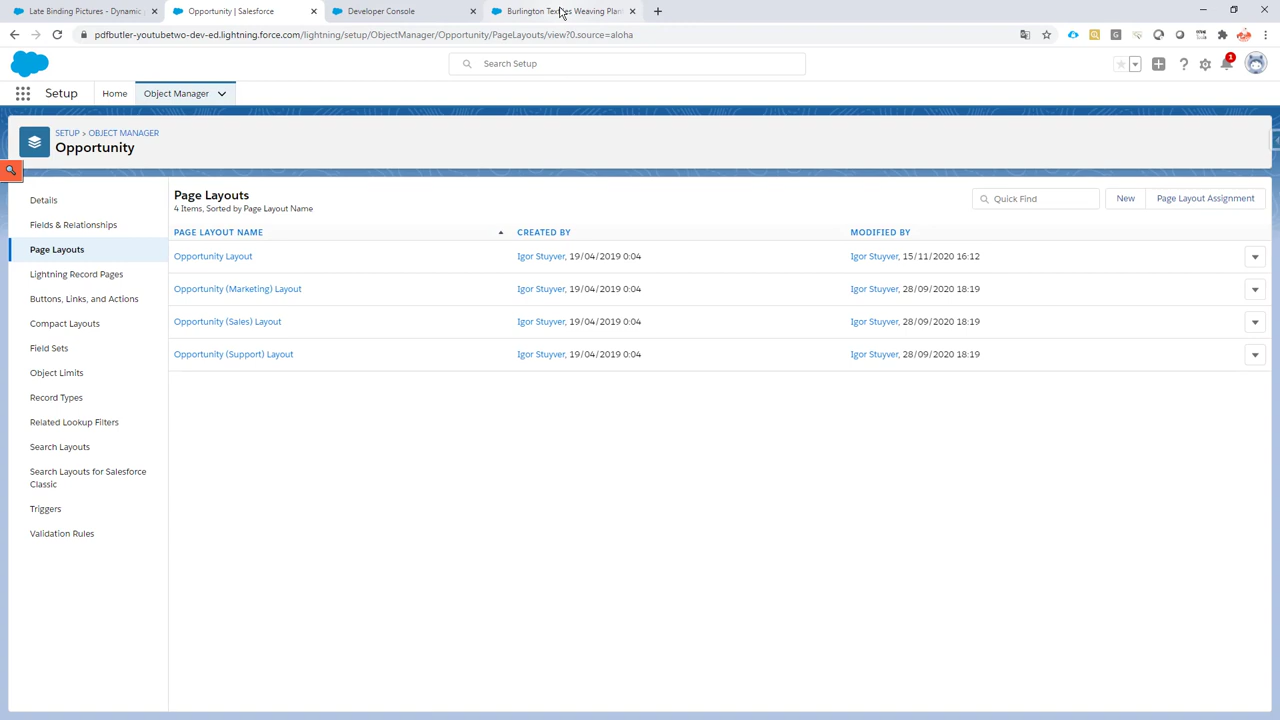 Late Binding Pictures - Dynamic
Opportunity | Salesforce
Developer Console
Burlington Textiles Weaving Plan
pdfbutler-youtubetwo-dev-ed.lightning.force.com/lightning/setup/ObjectManager/Opportunity/PageLayouts/view?0.source=aloha
Search Setup
1
Setup
Home
Object Manager
SETUP > OBJECT MANAGER
Opportunity
Details
Fields & Relationships
Page Layouts
Lightning Record Pages
Buttons, Links, and Actions
Compact Layouts
Field Sets
Object Limits
Record Types
Related Lookup Filters
Search Layouts
Search Layouts for Salesforce
Classic
Triggers
Validation Rules
Page Layouts
4 Items, Sorted by Page Layout Name
Quick Find
New
Page Layout Assignment
PAGE LAYOUT NAME
CREATED BY
MODIFIED BY
Opportunity Layout
Igor Stuyver, 19/04/2019 0:04
Igor Stuyver, 15/11/2020 16:12
Opportunity (Marketing) Layout
Igor Stuyver, 19/04/2019 0:04
Igor Stuyver, 28/09/2020 18:19
Opportunity (Sales) Layout
Igor Stuyver, 19/04/2019 0:04
Igor Stuyver, 28/09/2020 18:19
Opportunity (Support) Layout
Igor Stuyver, 19/04/2019 0:04
Igor Stuyver, 28/09/2020 18:19